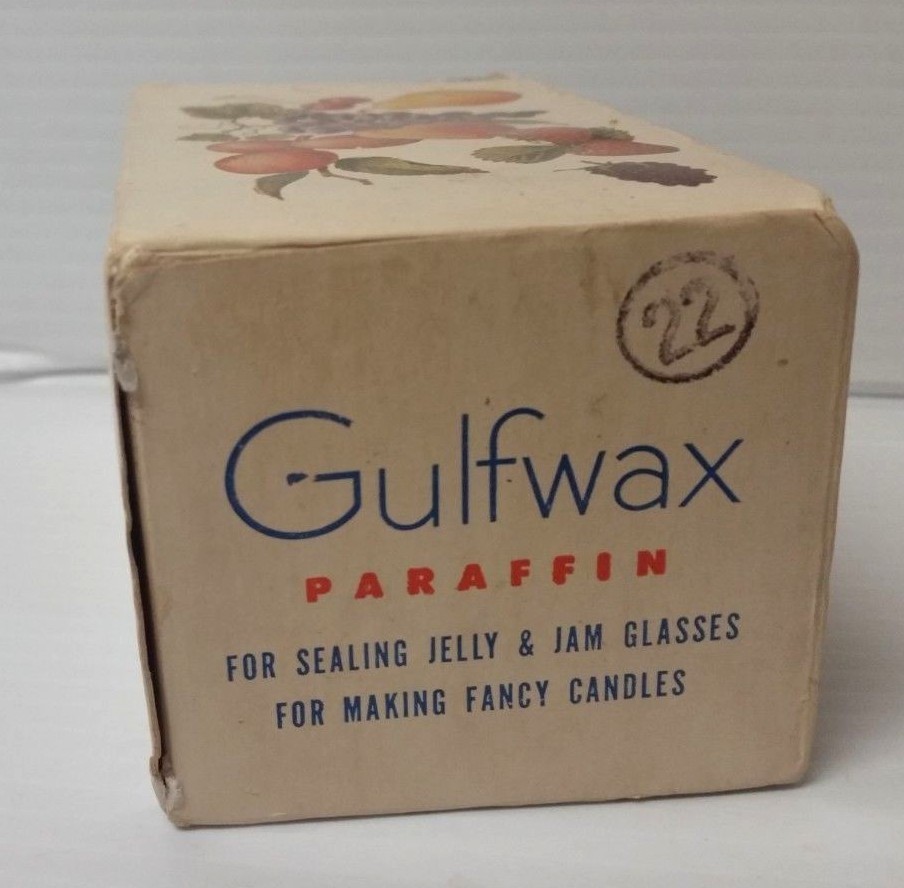 22
Gulfwax
PARAFFIN
FOR SEALING JELLY & JAM GLASSES
FOR MAKING FANCY CANDLES